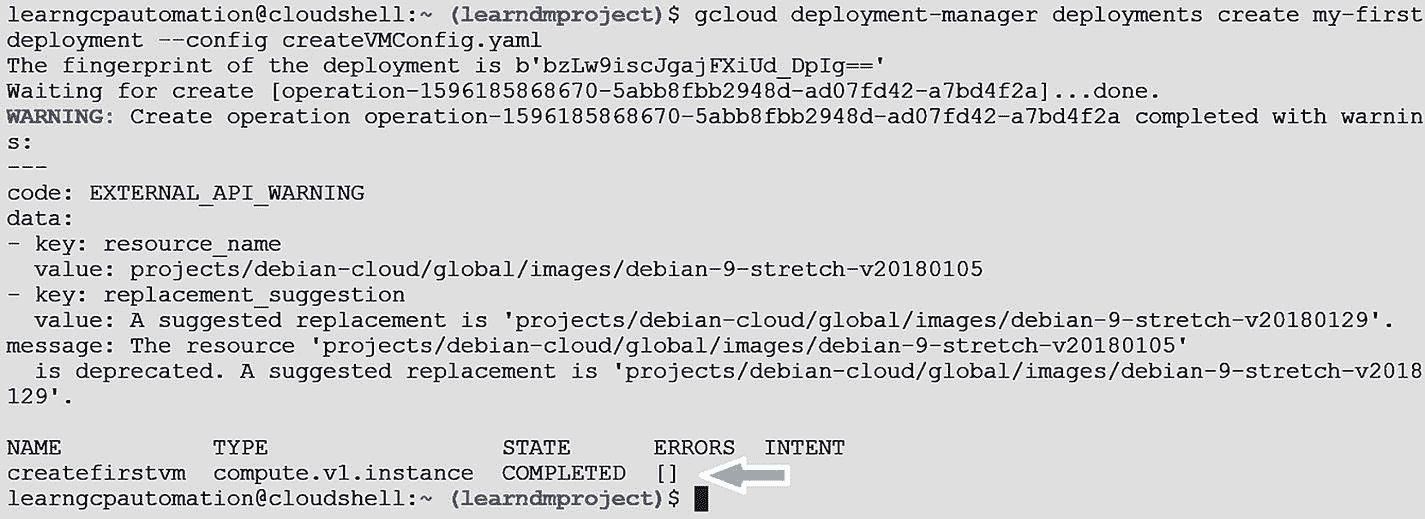 learngcpautomation@cloudshell:~ (learndmproject)$ gcloud deployment-manager deployments create my-first
deployment --config createVMConfig.yaml
The fingerprint of the deployment is b'bzLw9iscJgajFXiUd_DpIg=='
Waiting for create [operation-1596185868670-5abb8fbb2948d-ad07fd42-a7bd4f2a]...done.
WARNING: Create operation operation-1596185868670-5abb8fbb2948d-ad07fd42-a7bd4f2a completed with warnin
s:
---
code: EXTERNAL_API_WARNING
data:
- key: resource_name
  value: projects/debian-cloud/global/images/debian-9-stretch-v20180105
- key: replacement_suggestion
  value: A suggested replacement is 'projects/debian-cloud/global/images/debian-9-stretch-v20180129'.
message: The resource 'projects/debian-cloud/global/images/debian-9-stretch-v20180105'
  is deprecated. A suggested replacement is 'projects/debian-cloud/global/images/debian-9-stretch-v2018
129'.
NAME TYPE STATE ERRORS INTENT
createfirstvm compute.v1.instance COMPLETED []
learngcpautomation@cloudshell:~ (learndmproject)$